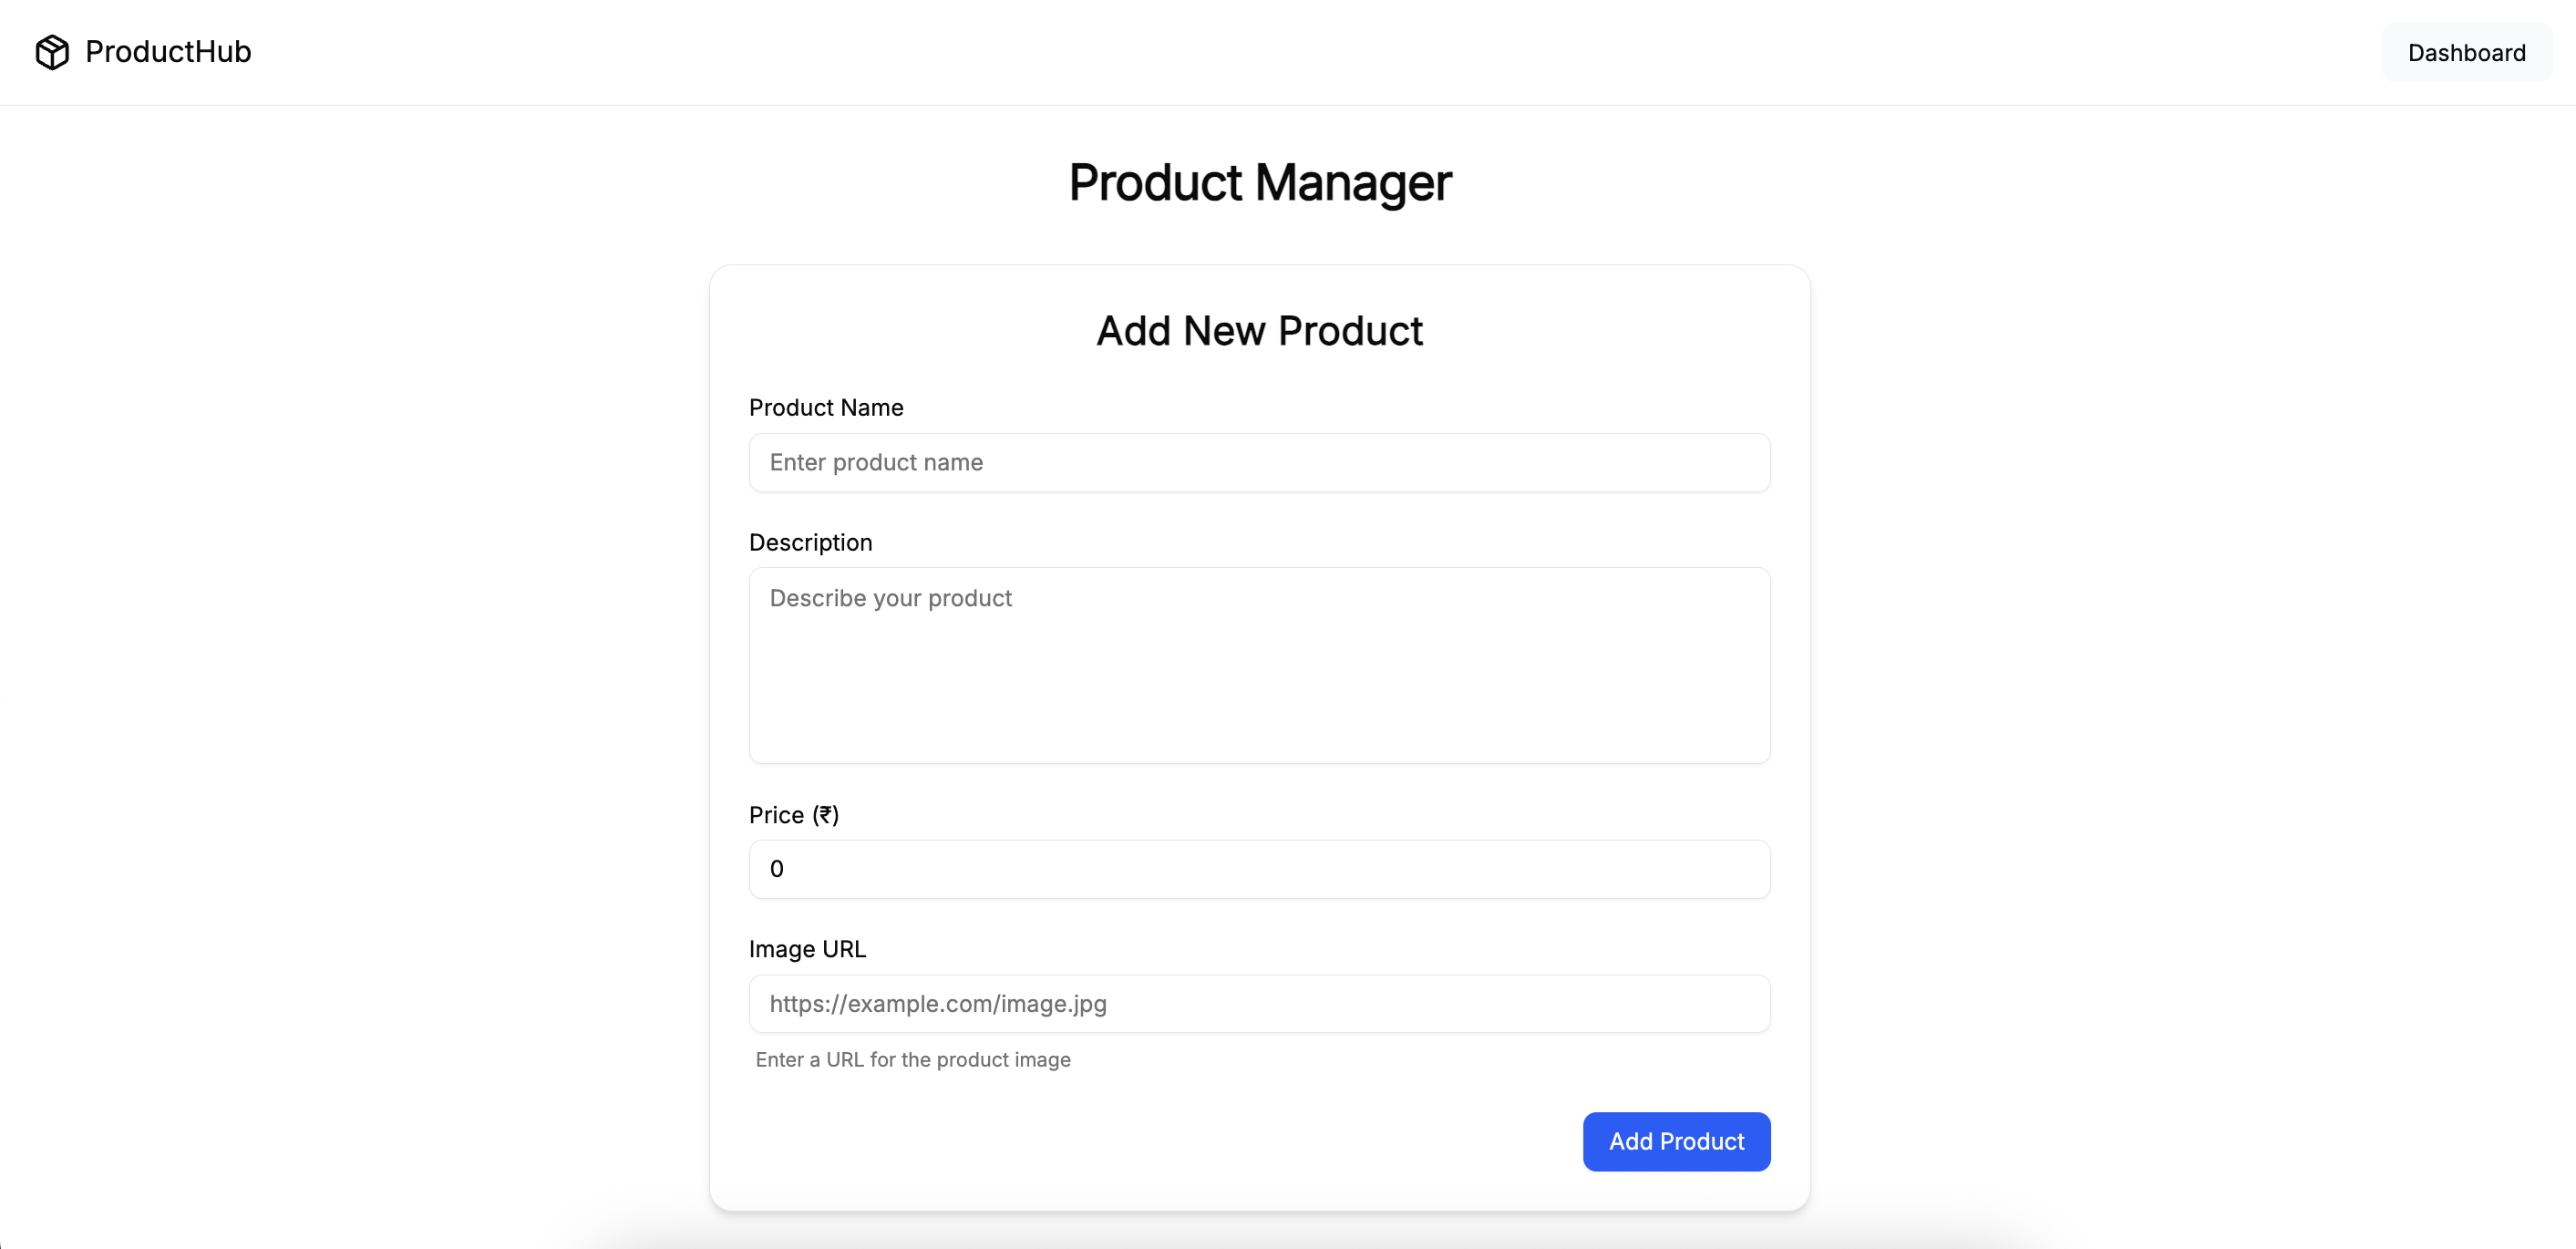 ProductHub
Dashboard
Product Manager
Add New Product
Product Name
Enter product name
Description
Describe your product
Price (₹)
0
Image URL
https://example.com/image.jpg
Enter a URL for the product image
Add Product